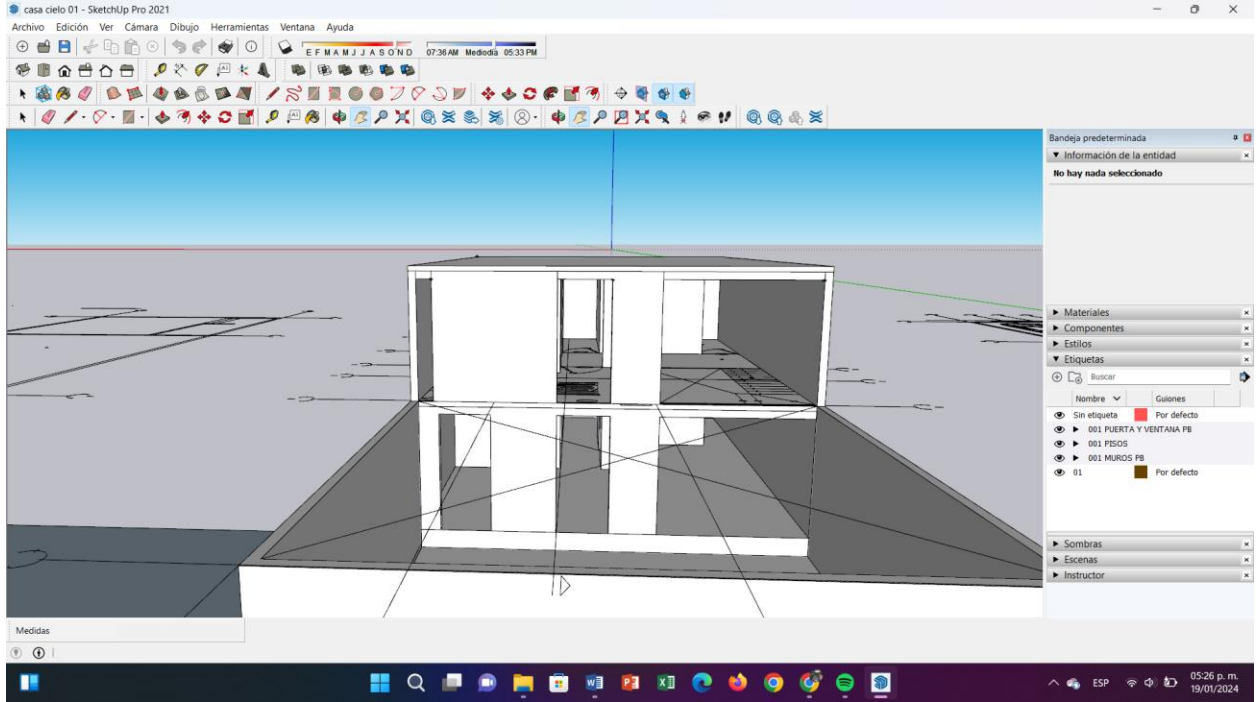 casa cielo 01 - SketchUp Pro 2021
Archivo Edición Ver Cámara Dibujo Herramientas Ventana Ayuda
E F M A M J J A S O N D 07:36 AM Mediodía 05:33 PM
Bandeja predeterminada
Información de la entidad
No hay nada seleccionado
Materiales
Componentes
Estilos
Etiquetas
Buscar
Nombre Guiones
Sin etiqueta Por defecto
001 PUERTA Y VENTANA PB
001 PISOS
001 MUROS PB
01 Por defecto
Sombras
Escenas
Instructor
Medidas
ESP
05:26 p. m.
19/01/2024